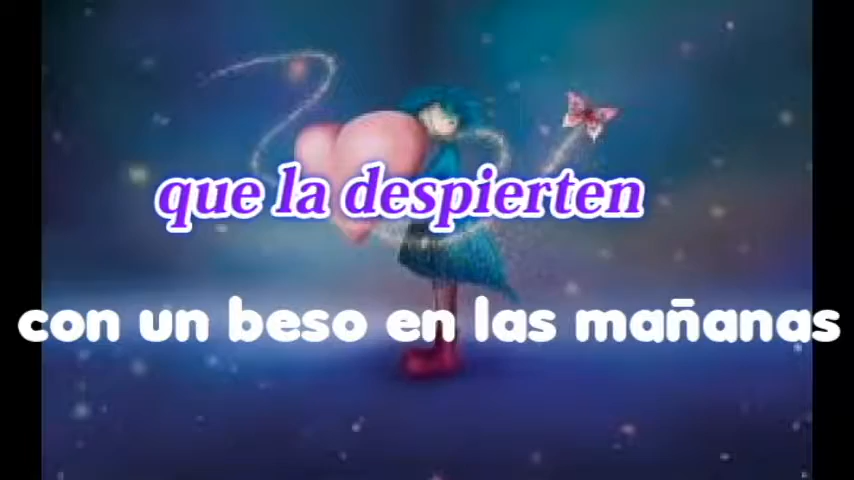 que la despierten
con un beso en las mañanas